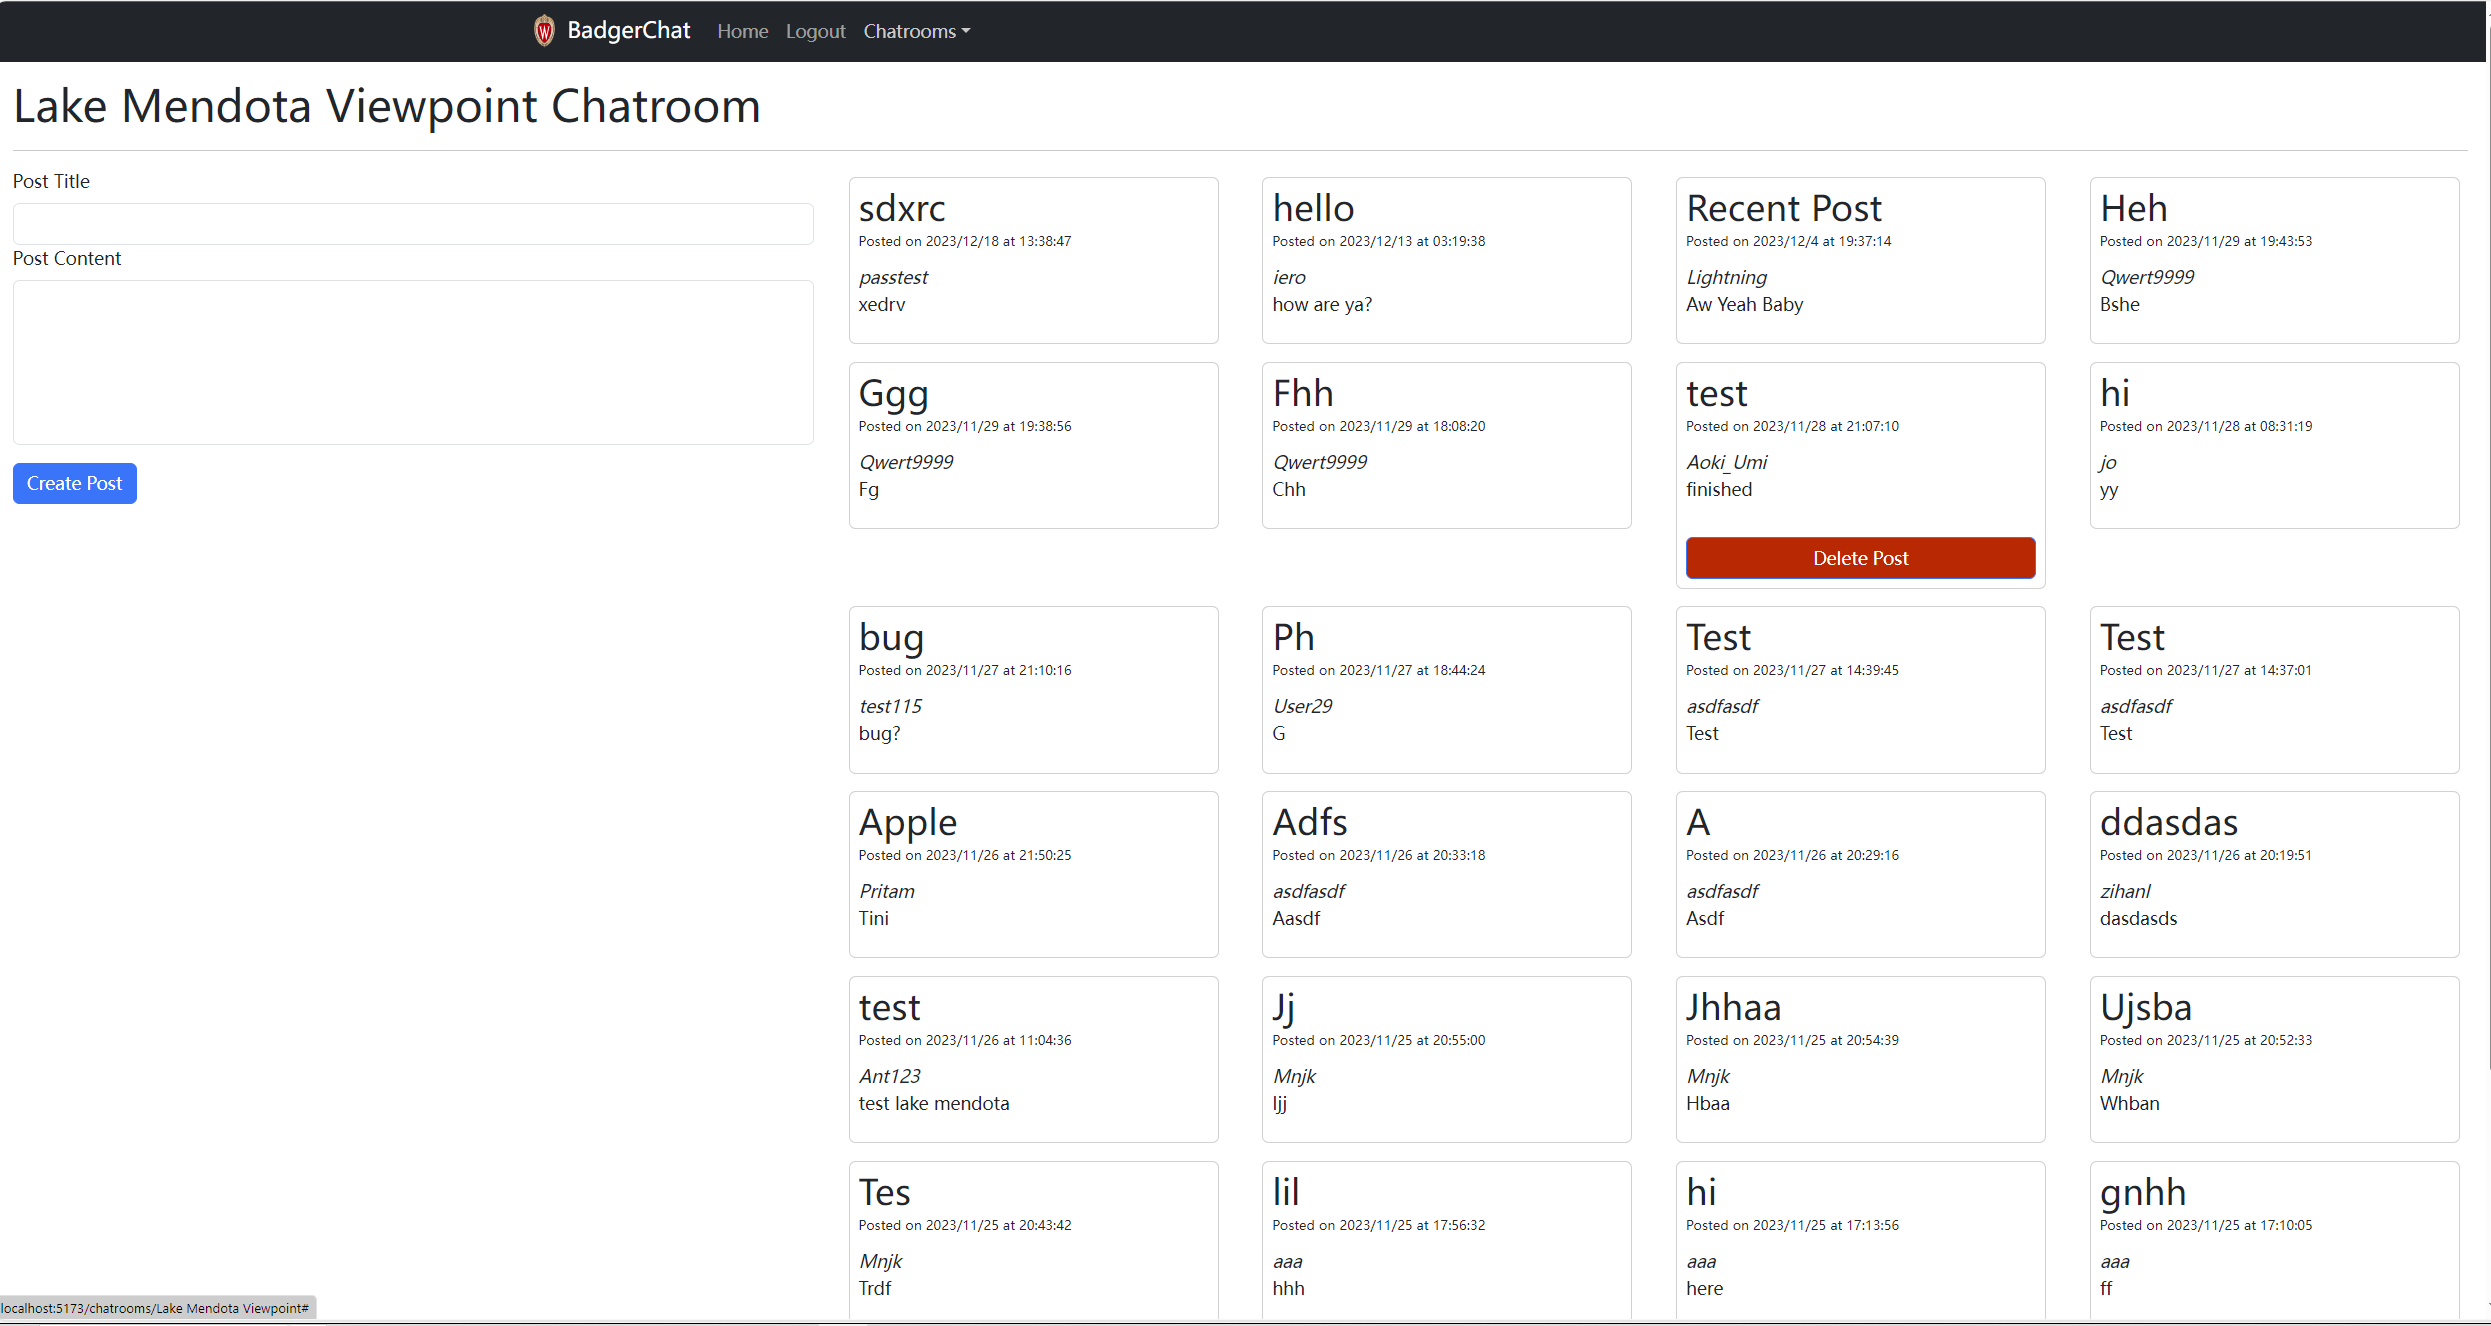 W
BadgerChat Home Logout Chatrooms
Lake Mendota Viewpoint Chatroom
Post Title
Post Content
Create Post
sdxrc
Posted on 2023/12/18 at 13:38:47
passtest
xedrv
hello
Posted on 2023/12/13 at 03:19:38
iero
how are ya?
Recent Post
Posted on 2023/12/4 at 19:37:14
Lightning
Aw Yeah Baby
Heh
Posted on 2023/11/29 at 19:43:53
Qwert9999
Bshe
Ggg
Posted on 2023/11/29 at 19:38:56
Qwert9999
Fg
Fhh
Posted on 2023/11/29 at 18:08:20
Qwert9999
Chh
test
Posted on 2023/11/28 at 21:07:10
Aoki_Umi
finished
Delete Post
hi
Posted on 2023/11/28 at 08:31:19
jo
yy
bug
Posted on 2023/11/27 at 21:10:16
test115
bug?
Ph
Posted on 2023/11/27 at 18:44:24
User29
G
Test
Posted on 2023/11/27 at 14:39:45
asdfasdf
Test
Test
Posted on 2023/11/27 at 14:37:01
asdfasdf
Test
Apple
Posted on 2023/11/26 at 21:50:25
Pritam
Tini
Adfs
Posted on 2023/11/26 at 20:33:18
asdfasdf
Aasdf
A
Posted on 2023/11/26 at 20:29:16
asdfasdf
Asdf
ddasdas
Posted on 2023/11/26 at 20:19:51
zihanl
dasdasds
test
Posted on 2023/11/26 at 11:04:36
Ant123
test lake mendota
Jj
Posted on 2023/11/25 at 20:55:00
Mnjk
Ijj
Jhhaa
Posted on 2023/11/25 at 20:54:39
Mnjk
Hbaa
Ujsba
Posted on 2023/11/25 at 20:52:33
Mnjk
Whban
Tes
Posted on 2023/11/25 at 20:43:42
Mnjk
Trdf
lil
Posted on 2023/11/25 at 17:56:32
aaa
hhh
hi
Posted on 2023/11/25 at 17:13:56
aaa
here
gnhh
Posted on 2023/11/25 at 17:10:05
aaa
ff
localhost:5173/chatrooms/Lake Mendota Viewpoint#